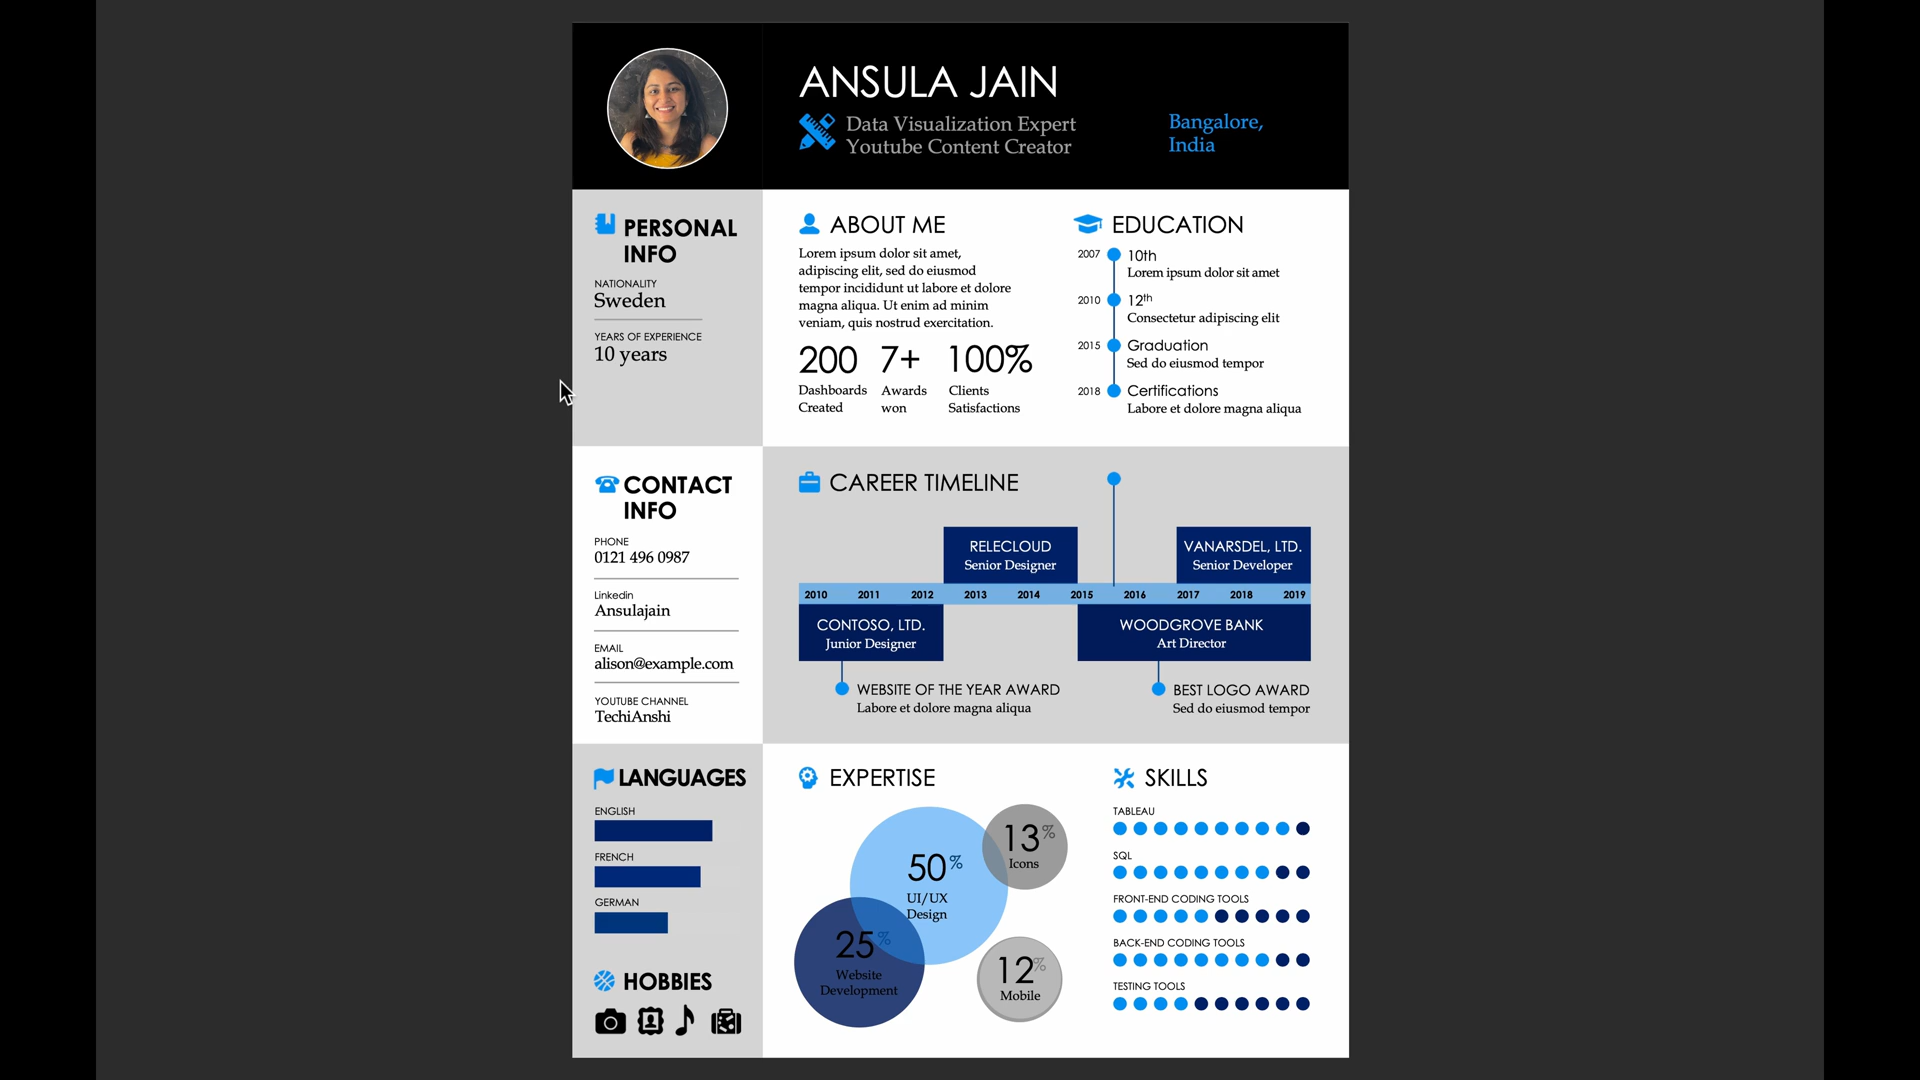 ANSULA JAIN
Data Visualization Expert
Youtube Content Creator
Bangalore,
India
PERSONAL
INFO
NATIONALITY
Sweden
YEARS OF EXPERIENCE
10 years
ABOUT ME
Lorem ipsum dolor sit amet,
adipiscing elit, sed do eiusmod
tempor incididunt ut labore et dolore
magna aliqua. Ut enim ad minim
veniam, quis nostrud exercitation.
200
Dashboards
Created
7+
Awards
won
100%
Clients
Satisfactions
EDUCATION
2007
10th
Lorem ipsum dolor sit amet
2010
12th
Consectetur adipiscing elit
2015
Graduation
Sed do eiusmod tempor
2018
Certifications
Labore et dolore magna aliqua
CONTACT
INFO
PHONE
0121 496 0987
Linkedin
Ansulajain
EMAIL
alison@example.com
YOUTUBE CHANNEL
TechiAnshi
CAREER TIMELINE
RELECLOUD
Senior Designer
VANARSDEL, LTD.
Senior Developer
2010 2011 2012 2013 2014 2015 2016 2017 2018 2019
CONTOSO, LTD.
Junior Designer
WOODGROVE BANK
Art Director
WEBSITE OF THE YEAR AWARD
Labore et dolore magna aliqua
BEST LOGO AWARD
Sed do eiusmod tempor
LANGUAGES
ENGLISH
FRENCH
GERMAN
HOBBIES
EXPERTISE
50%
UI/UX
Design
13%
Icons
25%
Website
Development
12%
Mobile
SKILLS
TABLEAU
SQL
FRONT-END CODING TOOLS
BACK-END CODING TOOLS
TESTING TOOLS